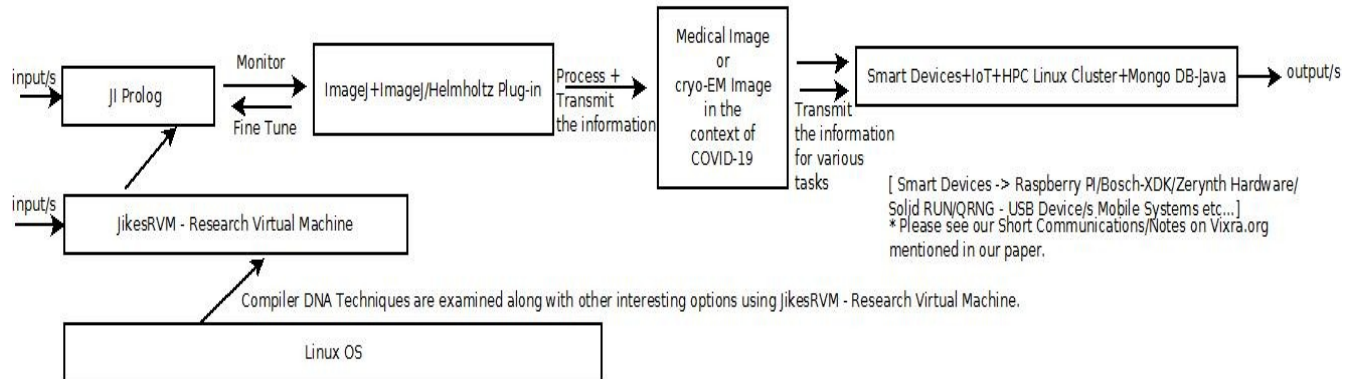 input/s
JI Prolog
Monitor
Fine Tune
ImageJ+ImageJ/Helmholtz Plug-in
Process +
Transmit
the information
Medical Image
or
cryo-EM Image
in the
context of
COVID-19
Transmit
the information
for various
tasks
Smart Devices+IoT+HPC Linux Cluster+Mongo DB-Java
output/s
[ Smart Devices -> Raspberry PI/Bosch-XDK/Zerynth Hardware/
Solid RUN/QRNG - USB Device/s Mobile Systems etc...]
* Please see our Short Communications/Notes on Vixra.org
mentioned in our paper.
input/s
JikesRVM - Research Virtual Machine
Compiler DNA Techniques are examined along with other interesting options using JikesRVM - Research Virtual Machine.
Linux OS